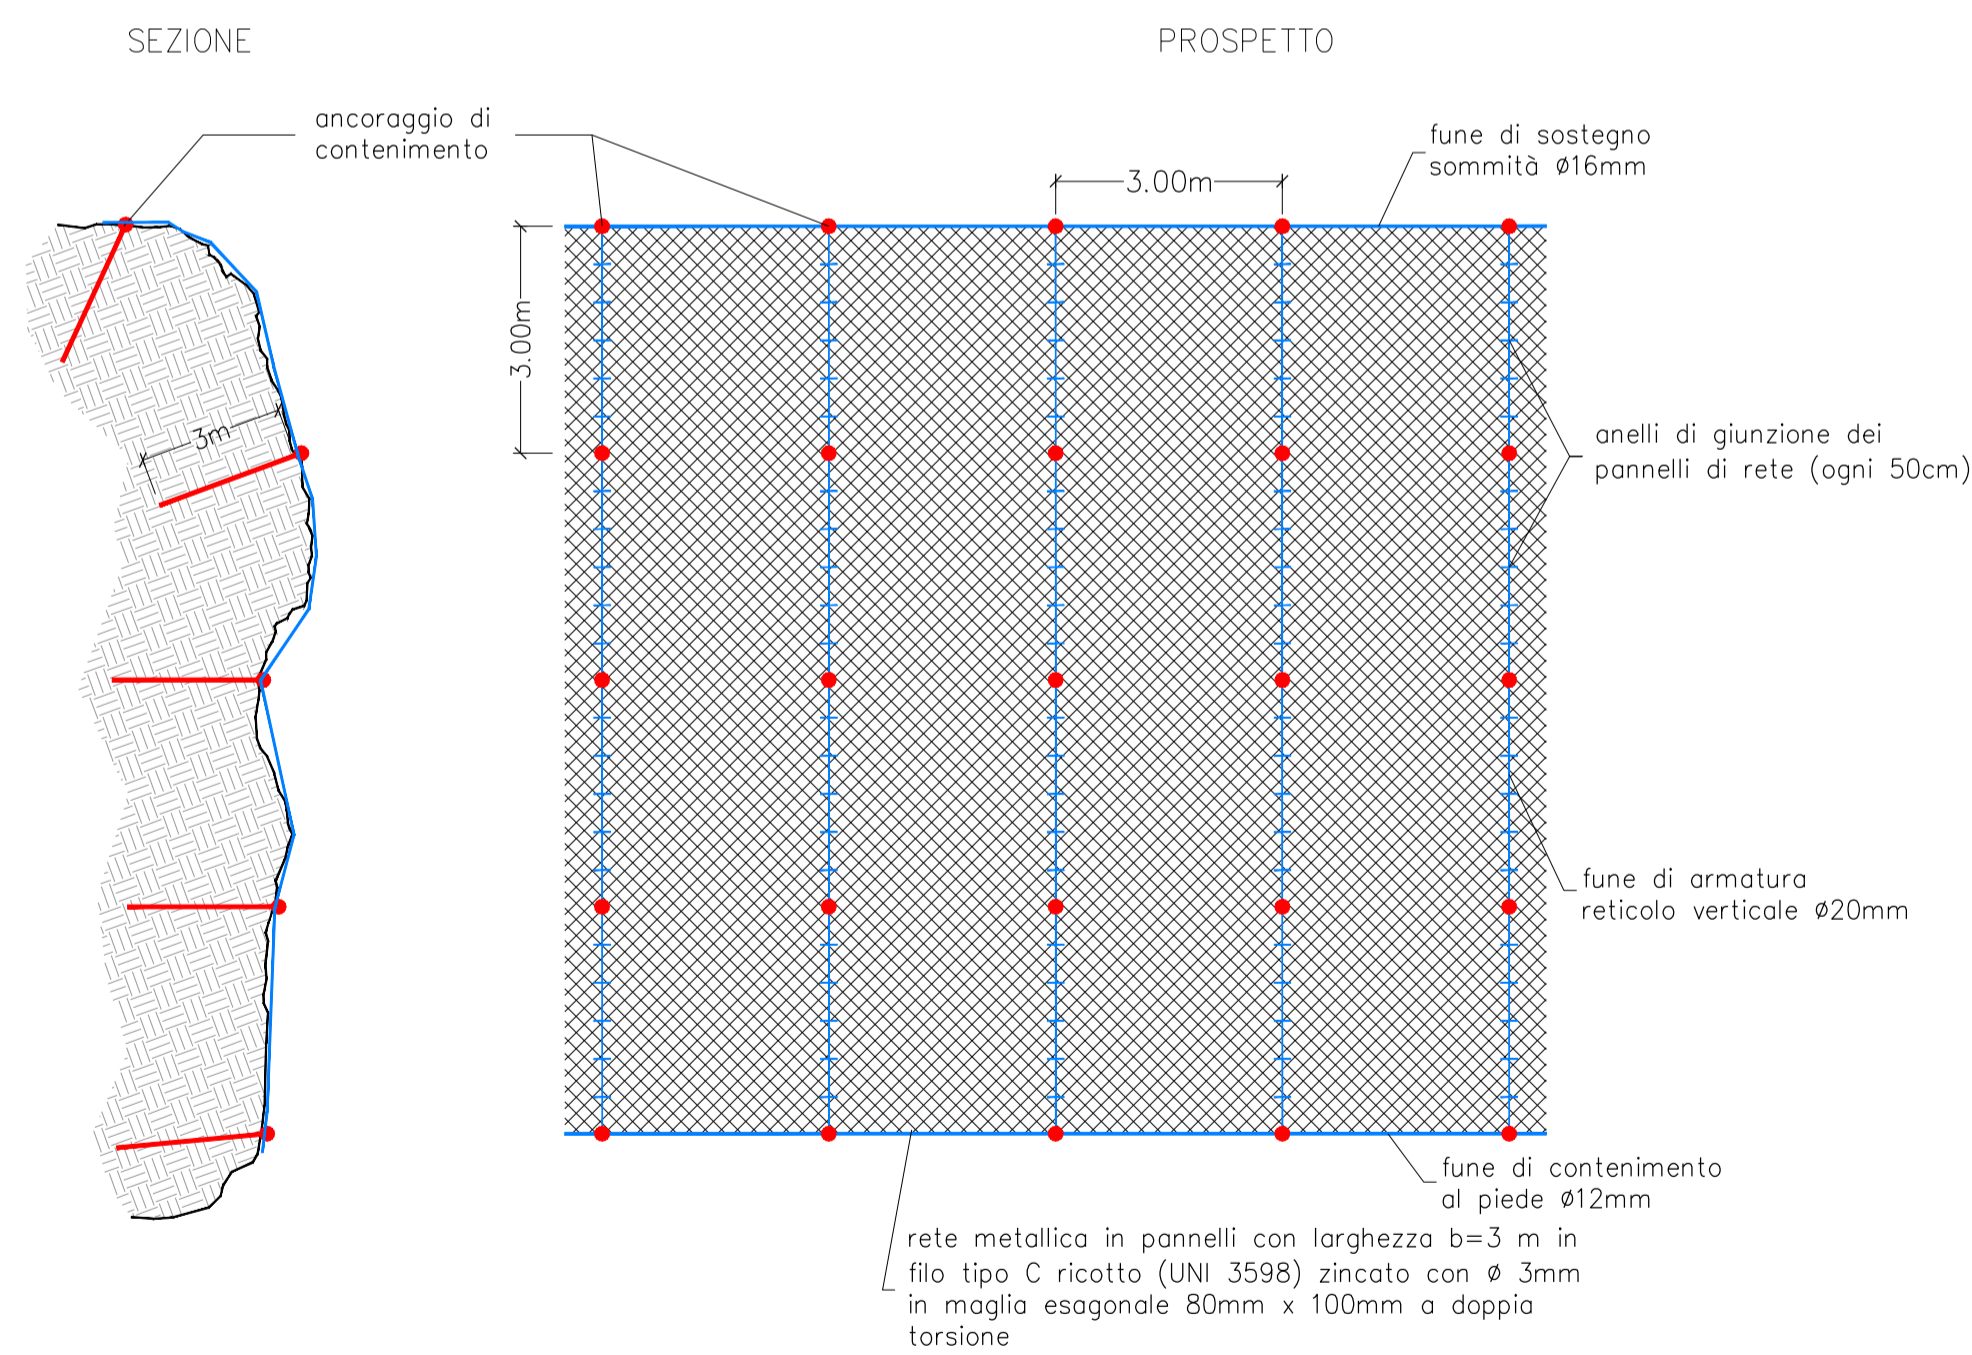 SEZIONE
PROSPETTO
ancoraggio di
contenimento
fune di sostegno
sommità Ø16mm
3.00m
3.00m
3m
anelli di giunzione dei
pannelli di rete (ogni 50cm)
fune di armatura
reticolo verticale Ø20mm
fune di contenimento
al piede Ø12mm
rete metallica in pannelli con larghezza b=3 m in
filo tipo C ricotto (UNI 3598) zincato con Ø 3mm
in maglia esagonale 80mm x 100mm a doppia
torsione